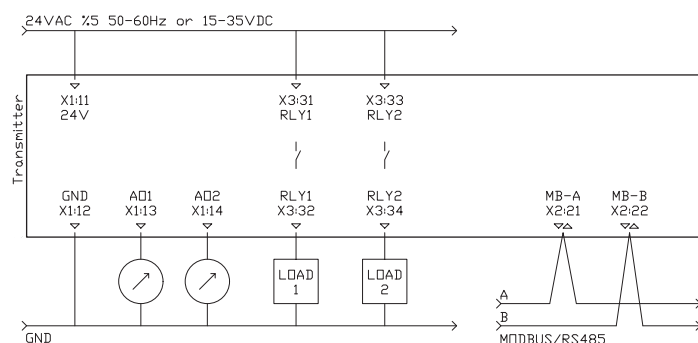 24VAC %5 50-60Hz or 15-35VDC
Transmitter
X1:11 X3:31 X3:33
24V RLY1 RLY2
GND AO1 AO2 RLY1 RLY2 MB-A MB-B
X1:12 X1:13 X1:14 X3:32 X3:34 X2:21 X2:22
LOAD LOAD
1 2
A
B
GND
MODBUS/RS485